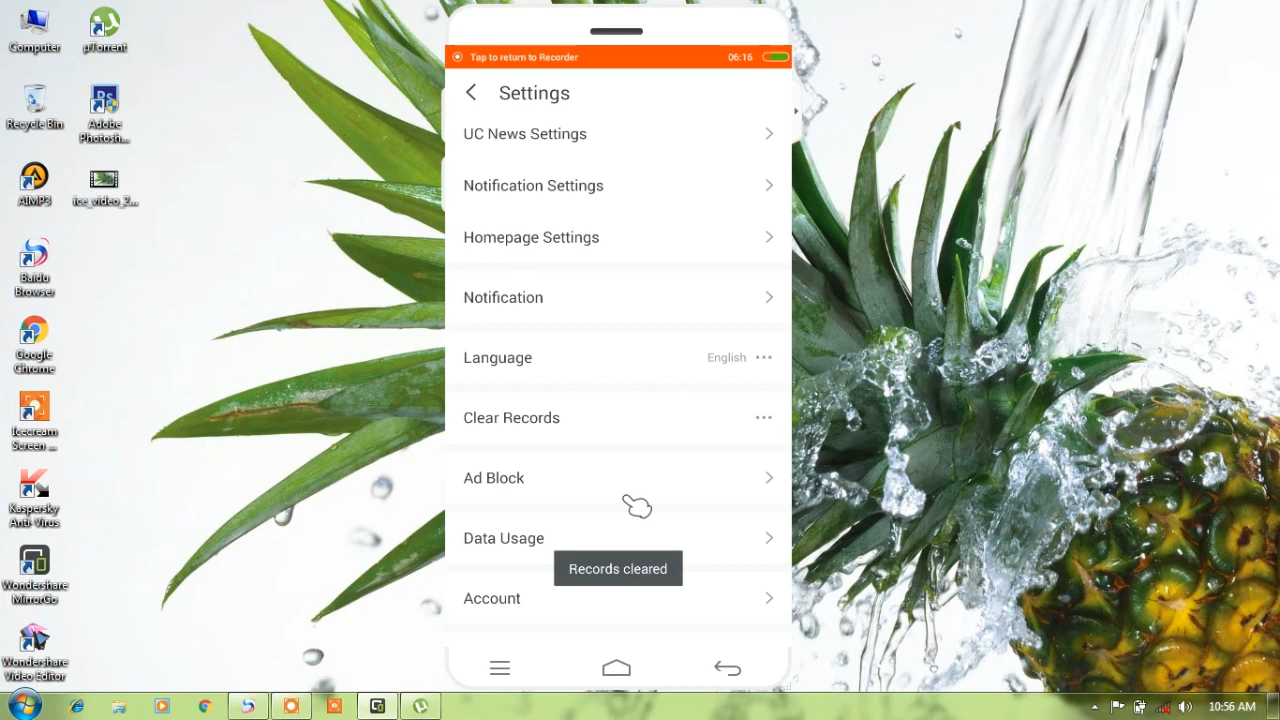 Computer
µTorrent
Recycle Bin
Adobe
Photosh...
AIMP3
ice_video_2...
Baidu
Browser
Google
Chrome
Icecream
Screen ...
Kaspersky
Anti-Virus
Wondershare
MirrorGo
Wondershare
Video Editor
Tap to return to Recorder
06:16
Settings
UC News Settings
Notification Settings
Homepage Settings
Notification
Language
English
Clear Records
Ad Block
Data Usage
Records cleared
Account
10:56 AM